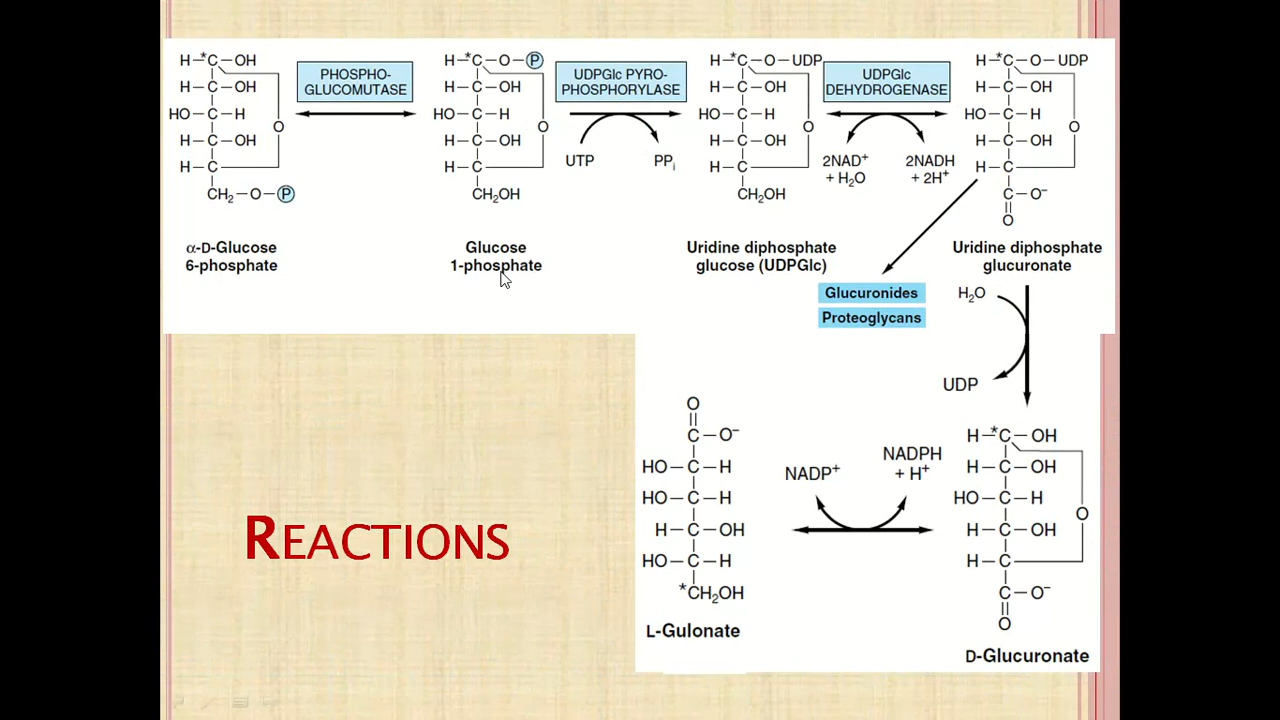 H–*C–OH
H–C–OH
HO–C–H
H–C–OH
H–C
O
CH₂–O–P
α-D-Glucose
6-phosphate
PHOSPHO-
GLUCOMUTASE
H–*C–O–P
H–C–OH
HO–C–H
H–C–OH
H–C
O
CH₂OH
Glucose
1-phosphate
UDPGlc PYRO-
PHOSPHORYLASE
UTP
PPᵢ
H–*C–O–UDP
H–C–OH
HO–C–H
H–C–OH
H–C
O
CH₂OH
Uridine diphosphate
glucose (UDPGlc)
UDPGlc
DEHYDROGENASE
2NAD⁺
+ H₂O
2NADH
+ 2H⁺
H–*C–O–UDP
H–C–OH
HO–C–H
H–C–OH
H–C
O
C–O⁻
O
Uridine diphosphate
glucuronate
Glucuronides
Proteoglycans
H₂O
UDP
H–*C–OH
H–C–OH
HO–C–H
H–C–OH
H–C
O
C–O⁻
O
D-Glucuronate
NADP⁺
NADPH
+ H⁺
O
C–O⁻
HO–C–H
HO–C–H
H–C–OH
HO–C–H
*CH₂OH
L-Gulonate
REACTIONS